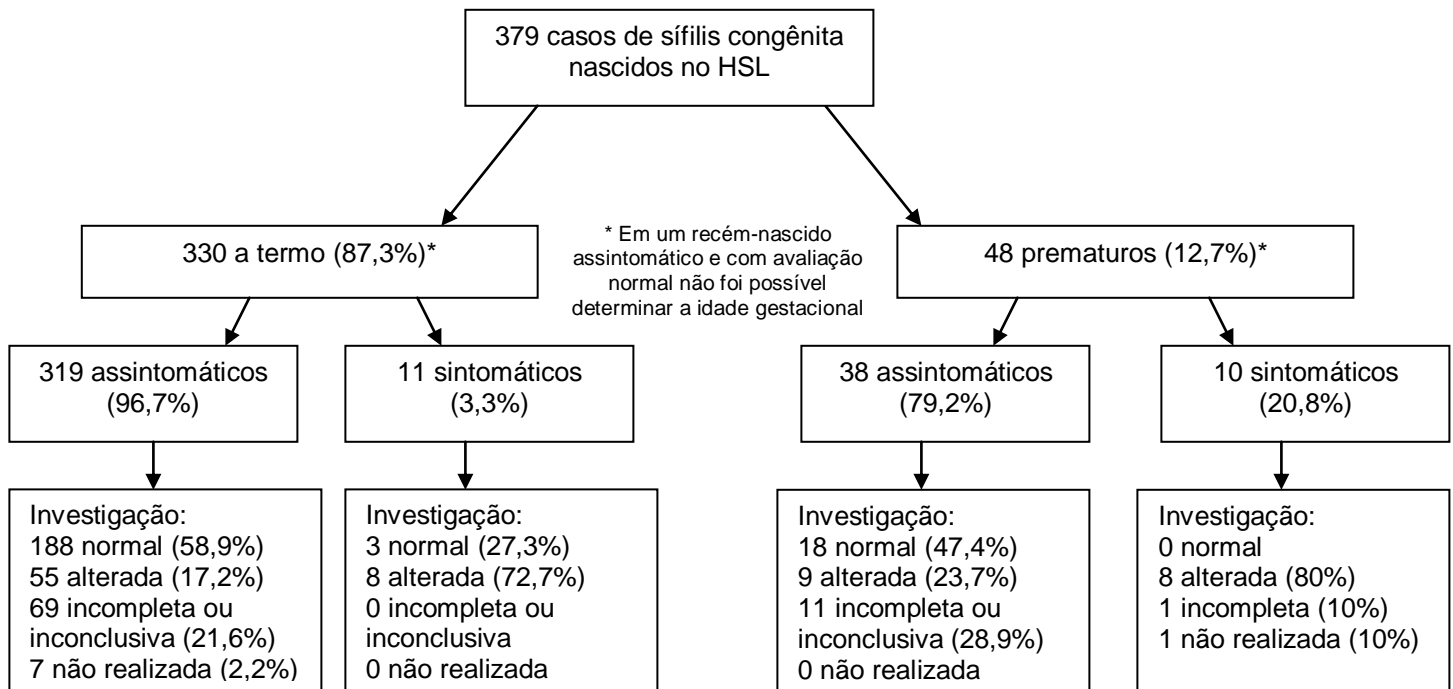 379 casos de sífilis congênita
nascidos no HSL
330 a termo (87,3%)*
* Em um recém-nascido
assintomático e com avaliação
normal não foi possível
determinar a idade gestacional
48 prematuros (12,7%)*
319 assintomáticos
(96,7%)
11 sintomáticos
(3,3%)
38 assintomáticos
(79,2%)
10 sintomáticos
(20,8%)
Investigação:
188 normal (58,9%)
55 alterada (17,2%)
69 incompleta ou
inconclusiva (21,6%)
7 não realizada (2,2%)
Investigação:
3 normal (27,3%)
8 alterada (72,7%)
0 incompleta ou
inconclusiva
0 não realizada
Investigação:
18 normal (47,4%)
9 alterada (23,7%)
11 incompleta ou
inconclusiva (28,9%)
0 não realizada
Investigação:
0 normal
8 alterada (80%)
1 incompleta (10%)
1 não realizada (10%)